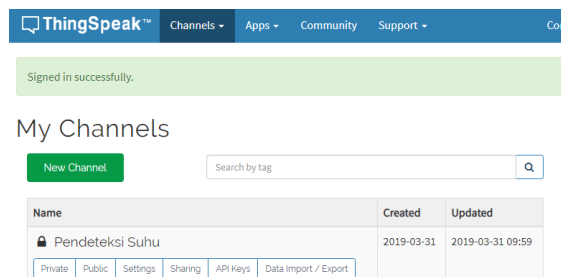 ThingSpeak™ Channels Apps Community Support Co
Signed in successfully.
My Channels
New Channel Search by tag
Name Created Updated
Pendeteksi Suhu 2019-03-31 2019-03-31 09:59
Private Public Settings Sharing API Keys Data Import / Export